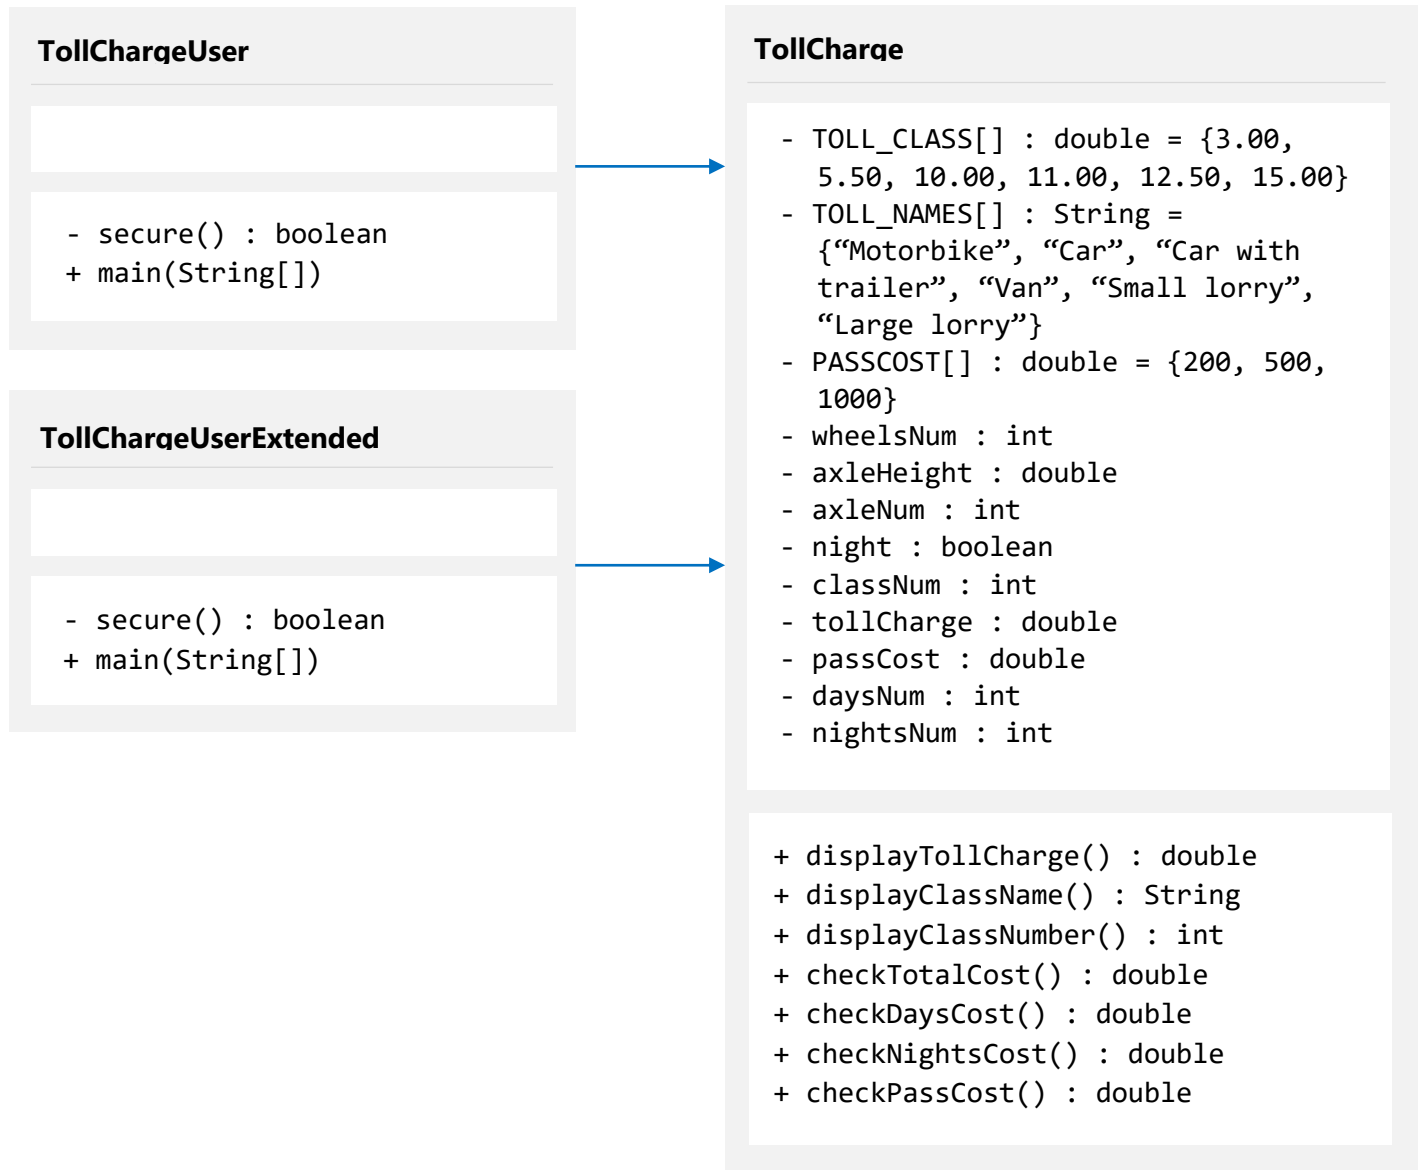 TollChargeUser
- secure() : boolean
+ main(String[])
TollChargeUserExtended
- secure() : boolean
+ main(String[])
TollCharge
- TOLL_CLASS[] : double = {3.00,
5.50, 10.00, 11.00, 12.50, 15.00}
- TOLL_NAMES[] : String =
{“Motorbike”, “Car”, “Car with
trailer”, “Van”, “Small lorry”,
“Large lorry”}
- PASSCOST[] : double = {200, 500,
1000}
- wheelsNum : int
- axleHeight : double
- axleNum : int
- night : boolean
- classNum : int
- tollCharge : double
- passCost : double
- daysNum : int
- nightsNum : int
+ displayTollCharge() : double
+ displayClassName() : String
+ displayClassNumber() : int
+ checkTotalCost() : double
+ checkDaysCost() : double
+ checkNightsCost() : double
+ checkPassCost() : double